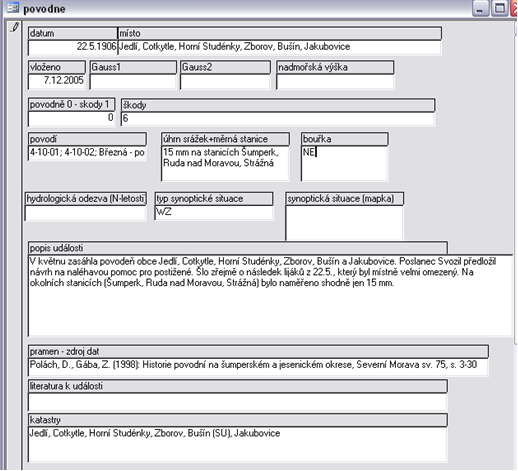 povodne
datum místo
22.5.1906 Jedlí, Cotkytle, Horní Studénky, Zborov, Bušín, Jakubovice
vloženo Gauss1 Gauss2 nadmořská výška
7.12.2005
povodně 0 - skody 1 škody
0 6
povodí úhrn srážek+měrná stanice bouřka
4-10-01; 4-10-02; Březná - po 15 mm na stanicích Šumperk, NE
Ruda nad Moravou, Strážná
hydrologická odezva (N-letosti) typ synoptické situace synoptická situace (mapka)
WZ
popis události
V květnu zasáhla povodeň obce Jedlí, Cotkytle, Horní Studénky, Zborov, Bušín a Jakubovice. Poslanec Svozil předložil
návrh na naléhavou pomoc pro postižené. Šlo zřejmě o následek lijáků z 22.5., který byl místně velmi omezený. Na
okolních stanicích (Šumperk, Ruda nad Moravou, Strážná) bylo naměřeno shodně jen 15 mm.
pramen - zdroj dat
Polách, D., Gába, Z. (1998): Historie povodní na šumperském a jesenickém okrese, Severní Morava sv. 75, s. 3-30
literatura k události
katastry
Jedlí, Cotkytle, Horní Studénky, Zborov, Bušín (SU), Jakubovice